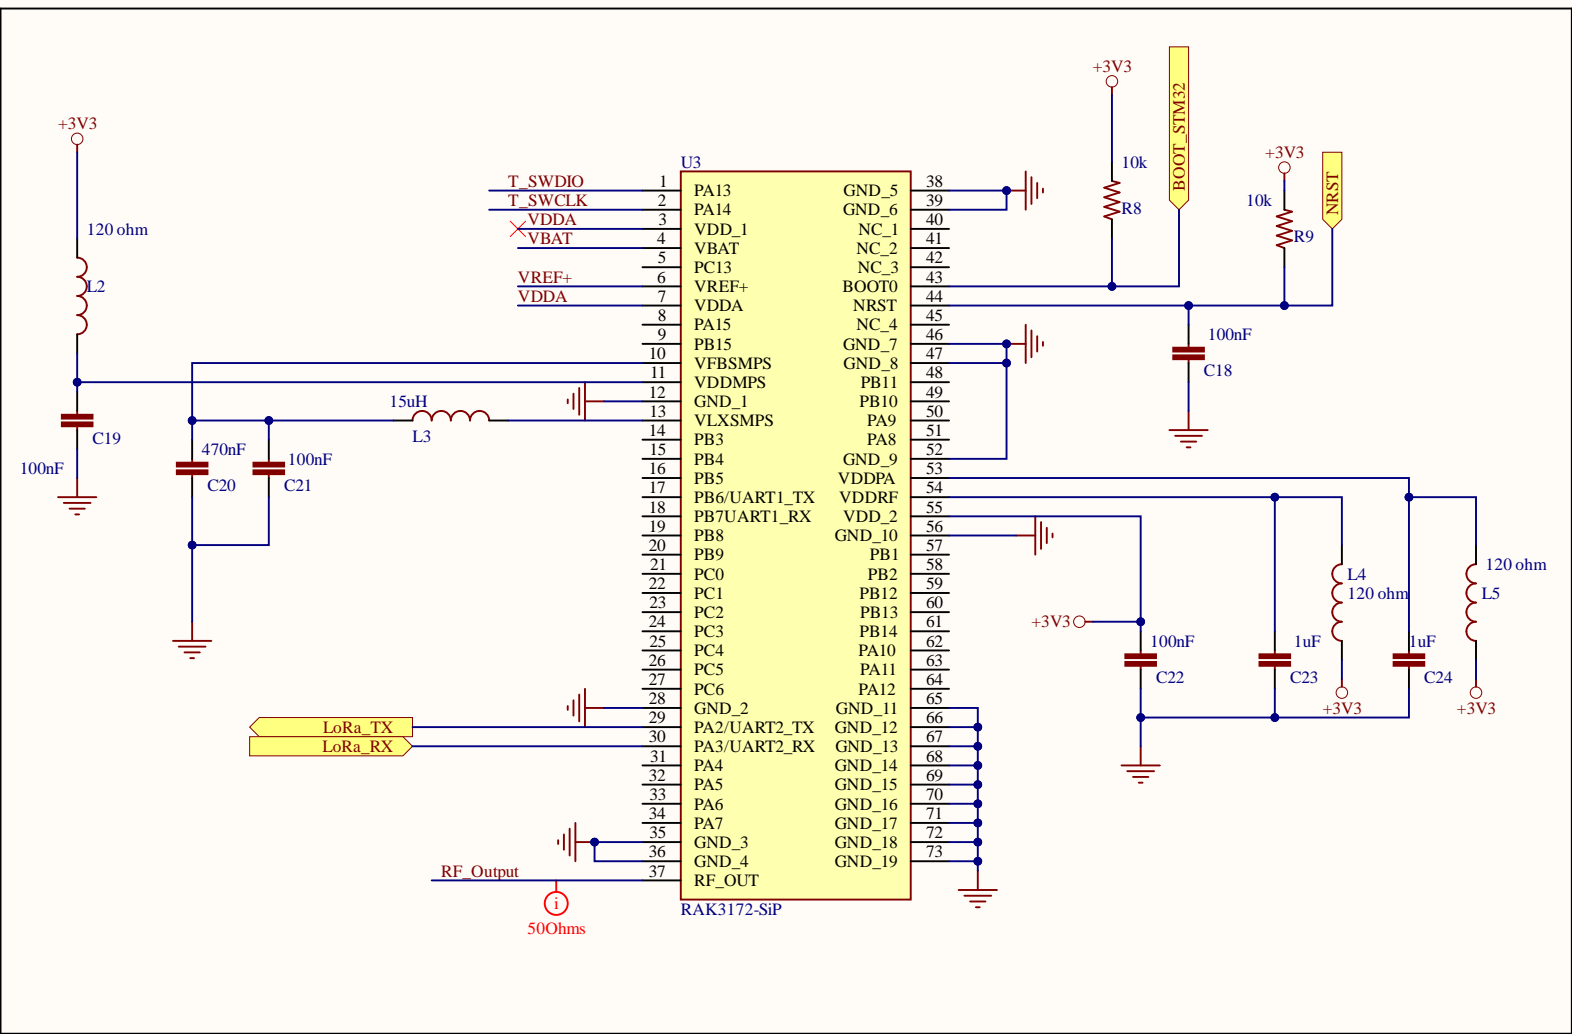 +3V3
120 ohm
L2
C19
100nF
470nF
C20
100nF
C21
15uH
L3
T_SWDIO
T_SWCLK
VDDA
VBAT
VREF+
VDDA
LoRa_TX
LoRa_RX
RF_Output
i
50Ohms
U3
1 PA13
2 PA14
3 VDD_1
4 VBAT
5 PC13
6 VREF+
7 VDDA
8 PA15
9 PB15
10 VFBSMPS
11 VDDMPS
12 GND_1
13 VLXSMPS
14 PB3
15 PB4
16 PB5
17 PB6/UART1_TX
18 PB7UART1_RX
19 PB8
20 PB9
21 PC0
22 PC1
23 PC2
24 PC3
25 PC4
26 PC5
27 PC6
28 GND_2
29 PA2/UART2_TX
30 PA3/UART2_RX
31 PA4
32 PA5
33 PA6
34 PA7
35 GND_3
36 GND_4
37 RF_OUT
GND_5 38
GND_6 39
NC_1 40
NC_2 41
NC_3 42
BOOT0 43
NRST 44
NC_4 45
GND_7 46
GND_8 47
PB11 48
PB10 49
PA9 50
PA8 51
GND_9 52
VDDPA 53
VDDRF 54
VDD_2 55
GND_10 56
PB1 57
PB2 58
PB12 59
PB13 60
PB14 61
PA10 62
PA11 63
PA12 64
GND_11 65
GND_12 66
GND_13 67
GND_14 68
GND_15 69
GND_16 70
GND_17 71
GND_18 72
GND_19 73
RAK3172-SiP
+3V3
10k
R8
BOOT_STM32
+3V3
10k
R9
NRST
100nF
C18
+3V3
100nF
C22
1uF
C23
L4
120 ohm
+3V3
1uF
C24
120 ohm
L5
+3V3